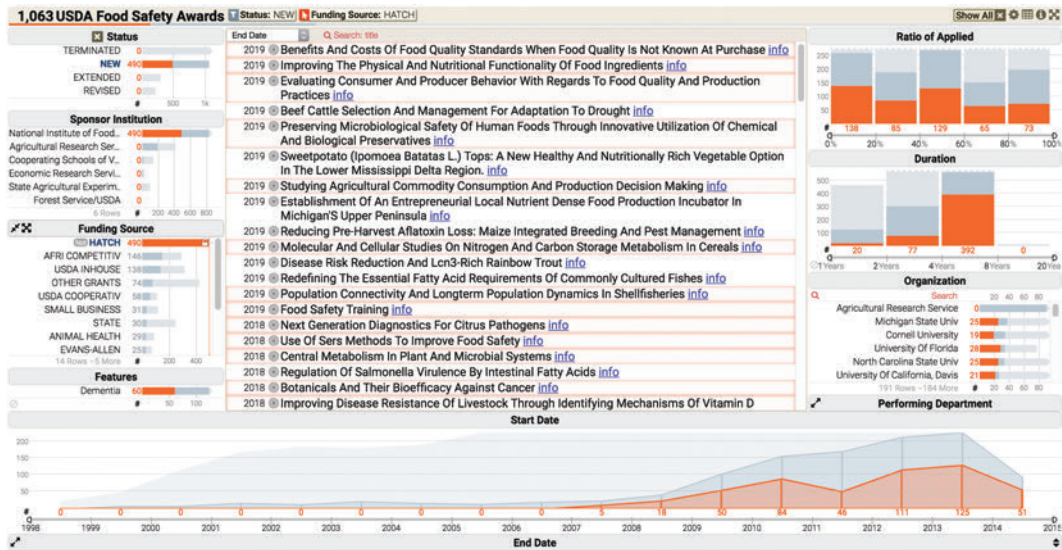 1,063 USDA Food Safety Awards Status: NEW Funding Source: HATCH Show All
Status
TERMINATED 0
NEW 490
EXTENDED 0
REVISED 0
# 500 1k
Sponsor Institution
National Institute of Food.. 490
Agricultural Research Ser... 0
Cooperating Schools of V... 0
Economic Research Servi... 0
State Agricultural Experim.. 0
Forest Service/USDA 0
6 Rows # 200 400 600 800
Funding Source
HATCH 490
AFRI COMPETITIV 146
USDA INHOUSE 138
OTHER GRANTS 74
USDA COOPERATIV 58
SMALL BUSINESS 31
STATE 30
ANIMAL HEALTH 29
EVANS-ALLEN 25
14 Rows ~5 More # 200 400
Features
Dementia 60
# 50 100
End Date Search: title
2019 Benefits And Costs Of Food Quality Standards When Food Quality Is Not Known At Purchase info
2019 Improving The Physical And Nutritional Functionality Of Food Ingredients info
2019 Evaluating Consumer And Producer Behavior With Regards To Food Quality And Production
Practices info
2019 Beef Cattle Selection And Management For Adaptation To Drought info
2019 Preserving Microbiological Safety Of Human Foods Through Innovative Utilization Of Chemical
And Biological Preservatives info
2019 Sweetpotato (Ipomoea Batatas L.) Tops: A New Healthy And Nutritionally Rich Vegetable Option
In The Lower Mississippi Delta Region. info
2019 Studying Agricultural Commodity Consumption And Production Decision Making info
2019 Establishment Of An Entrepreneurial Local Nutrient Dense Food Production Incubator In
Michigan'S Upper Peninsula info
2019 Reducing Pre-Harvest Aflatoxin Loss: Maize Integrated Breeding And Pest Management info
2019 Molecular And Cellular Studies On Nitrogen And Carbon Storage Metabolism In Cereals info
2019 Disease Risk Reduction And Lcn3-Rich Rainbow Trout info
2019 Redefining The Essential Fatty Acid Requirements Of Commonly Cultured Fishes info
2019 Population Connectivity And Longterm Population Dynamics In Shellfisheries info
2019 Food Safety Training info
2018 Next Generation Diagnostics For Citrus Pathogens info
2018 Use Of Sers Methods To Improve Food Safety info
2018 Central Metabolism In Plant And Microbial Systems info
2018 Regulation Of Salmonella Virulence By Intestinal Fatty Acids info
2018 Botanicals And Their Bioefficacy Against Cancer info
2018 Improving Disease Resistance Of Livestock Through Identifying Mechanisms Of Vitamin D
Ratio of Applied
250
200
150
100
50
# 138 85 129 65 73
0% 20% 40% 60% 80% 100%
Duration
500
400
300
200
100
# 20 77 392 0
1Years 2Years 4Years 8Years 20Yea
Organization
Search 20 40 60 80
Agricultural Research Service 0
Michigan State Univ 25
Cornell University 19
University Of Florida 28
North Carolina State Univ 25
University Of California, Davis 21
191 Rows ~184 More # 20 40 60 80
Performing Department
Start Date
200
150
100
50
# 0 0 0 0 0 0 0 0 0 5 18 50 84 46 111 125 51
1998 1999 2000 2001 2002 2003 2004 2005 2006 2007 2008 2009 2010 2011 2012 2013 2014 2015
End Date